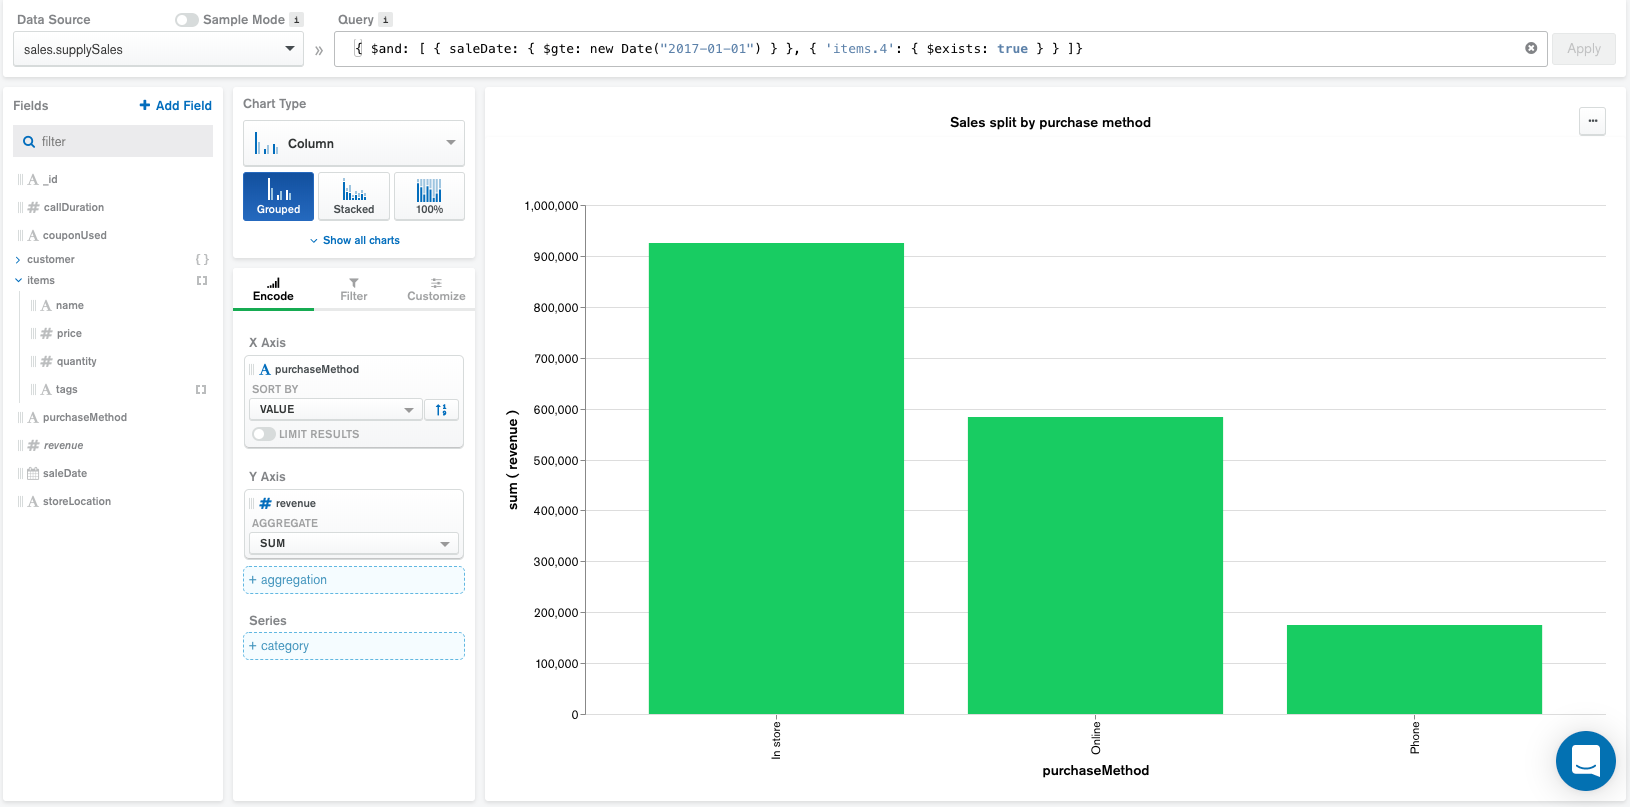 Data Source
Sample Mode i
Query i
sales.supplySales
»
{ $and: [ { saleDate: { $gte: new Date("2017-01-01") } }, { 'items.4': { $exists: true } } ]}
Apply
Fields
+ Add Field
filter
A _id
# callDuration
A couponUsed
customer { }
items [ ]
A name
# price
# quantity
A tags [ ]
A purchaseMethod
# revenue
saleDate
A storeLocation
Chart Type
Column
Grouped
Stacked
100%
Show all charts
Encode
Filter
Customize
X Axis
A purchaseMethod
SORT BY
VALUE
LIMIT RESULTS
Y Axis
# revenue
AGGREGATE
SUM
+ aggregation
Series
+ category
Sales split by purchase method
...
1,000,000
900,000
800,000
700,000
600,000
500,000
400,000
300,000
200,000
100,000
0
sum ( revenue )
In store
Online
Phone
purchaseMethod